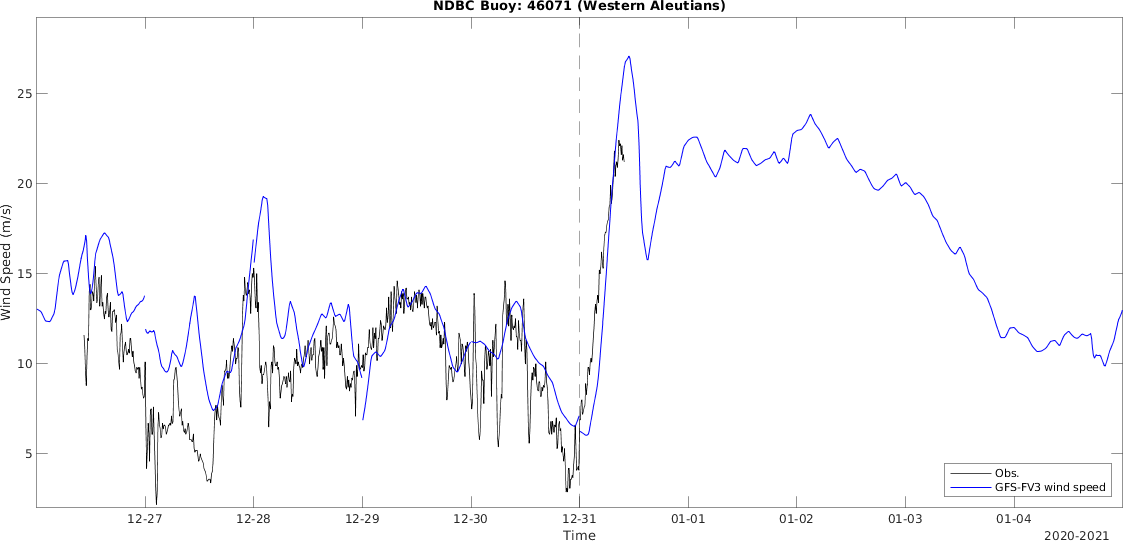 NDBC Buoy: 46071 (Western Aleutians)
25
20
15
10
5
Wind Speed (m/s)
12-27 12-28 12-29 12-30 12-31 01-01 01-02 01-03 01-04
Time
2020-2021
Obs.
GFS-FV3 wind speed